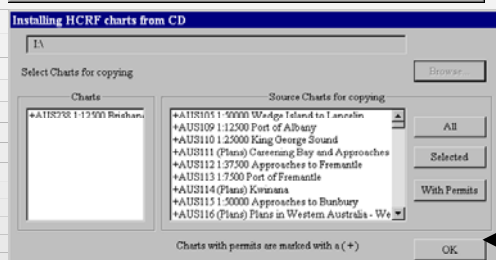 Installing HCRF charts from CD
I:\
Select Charts for copying
Browse...
Charts
+AUS238 1:12500 Brisban
Source Charts for copying
+AUS105 1:50000 Wedge Island to Lancelin
+AUS109 1:12500 Port of Albany
+AUS110 1:25000 King George Sound
+AUS111 (Plans) Careening Bay and Approaches
+AUS112 1:37500 Approaches to Fremantle
+AUS113 1:7500 Port of Fremantle
+AUS114 (Plans) Kwinana
+AUS115 1:50000 Approaches to Bunbury
+AUS116 (Plans) Plans in Western Australia - We
All
Selected
With Permits
Charts with permits are marked with a (+)
OK